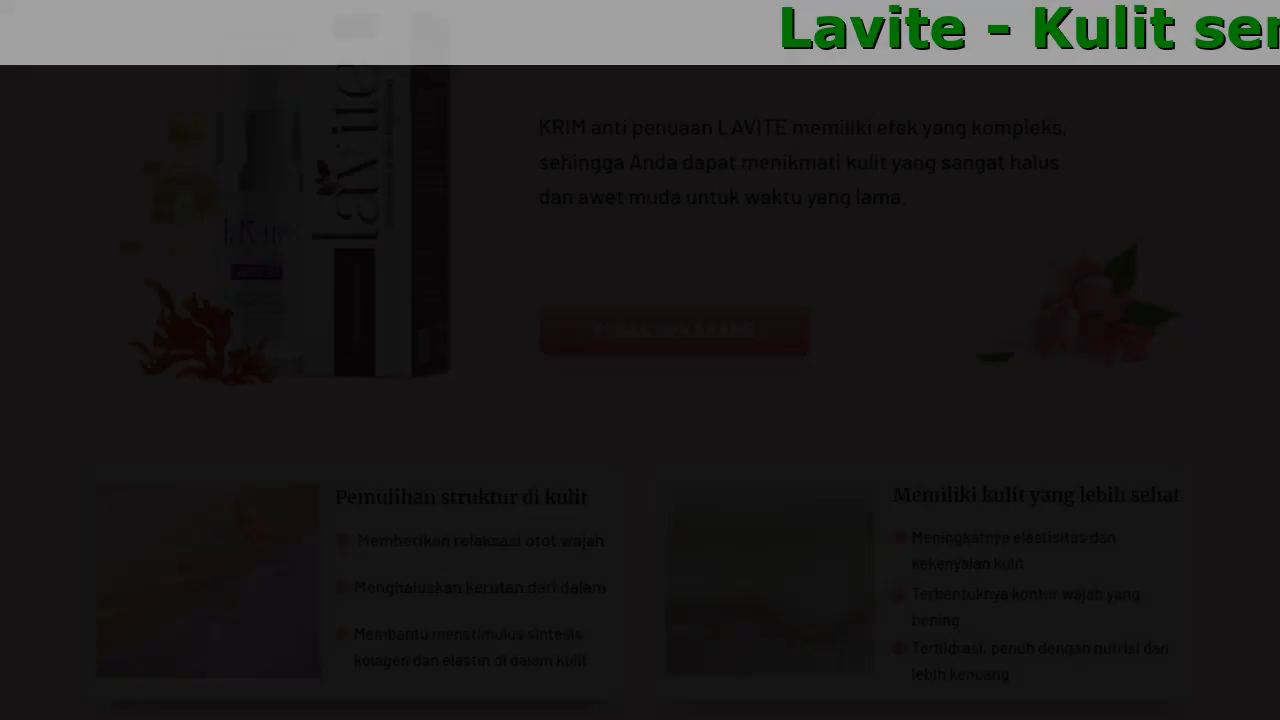 Lavite - Kulit ser
lavite
KRIM anti penuaan LAVITE memiliki efek yang kompleks,
sehingga Anda dapat menikmati kulit yang sangat halus
dan awet muda untuk waktu yang lama.
Pemulihan struktur di kulit
Memberikan relaksasi otot wajah
Menghaluskan kerutan dari dalam
Membantu menstimulus sintesis
kolagen dan elastin di dalam kulit
Memiliki kulit yang lebih sehat
Meningkatnya elastisitas dan
kekenyalan kulit
Terbentuknya kontur wajah yang
bening
Terhidrasi, penuh dengan nutrisi dan
lebih kencang